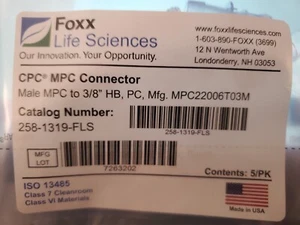 Foxx
Life Sciences
Our Innovation. Your Opportunity.
www.foxxlifesciences.com
1-603-890-FOXX (3699)
12 N Wentworth Ave
Londonderry, NH 03053
CPC® MPC Connector
Male MPC to 3/8" HB, PC, Mfg. MPC22006T03M
Catalog Number:
258-1319-FLS
258-1319-FLS
MFG
LOT
7263202
Contents: 5/PK
ISO 13485
Class 7 Cleanroom
Class VI Materials
Made in USA